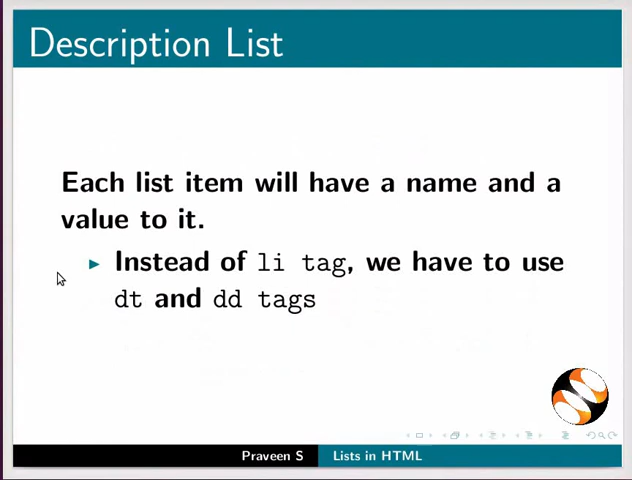 Description List
Each list item will have a name and a
value to it.
Instead of li tag, we have to use
dt and dd tags
Praveen S Lists in HTML